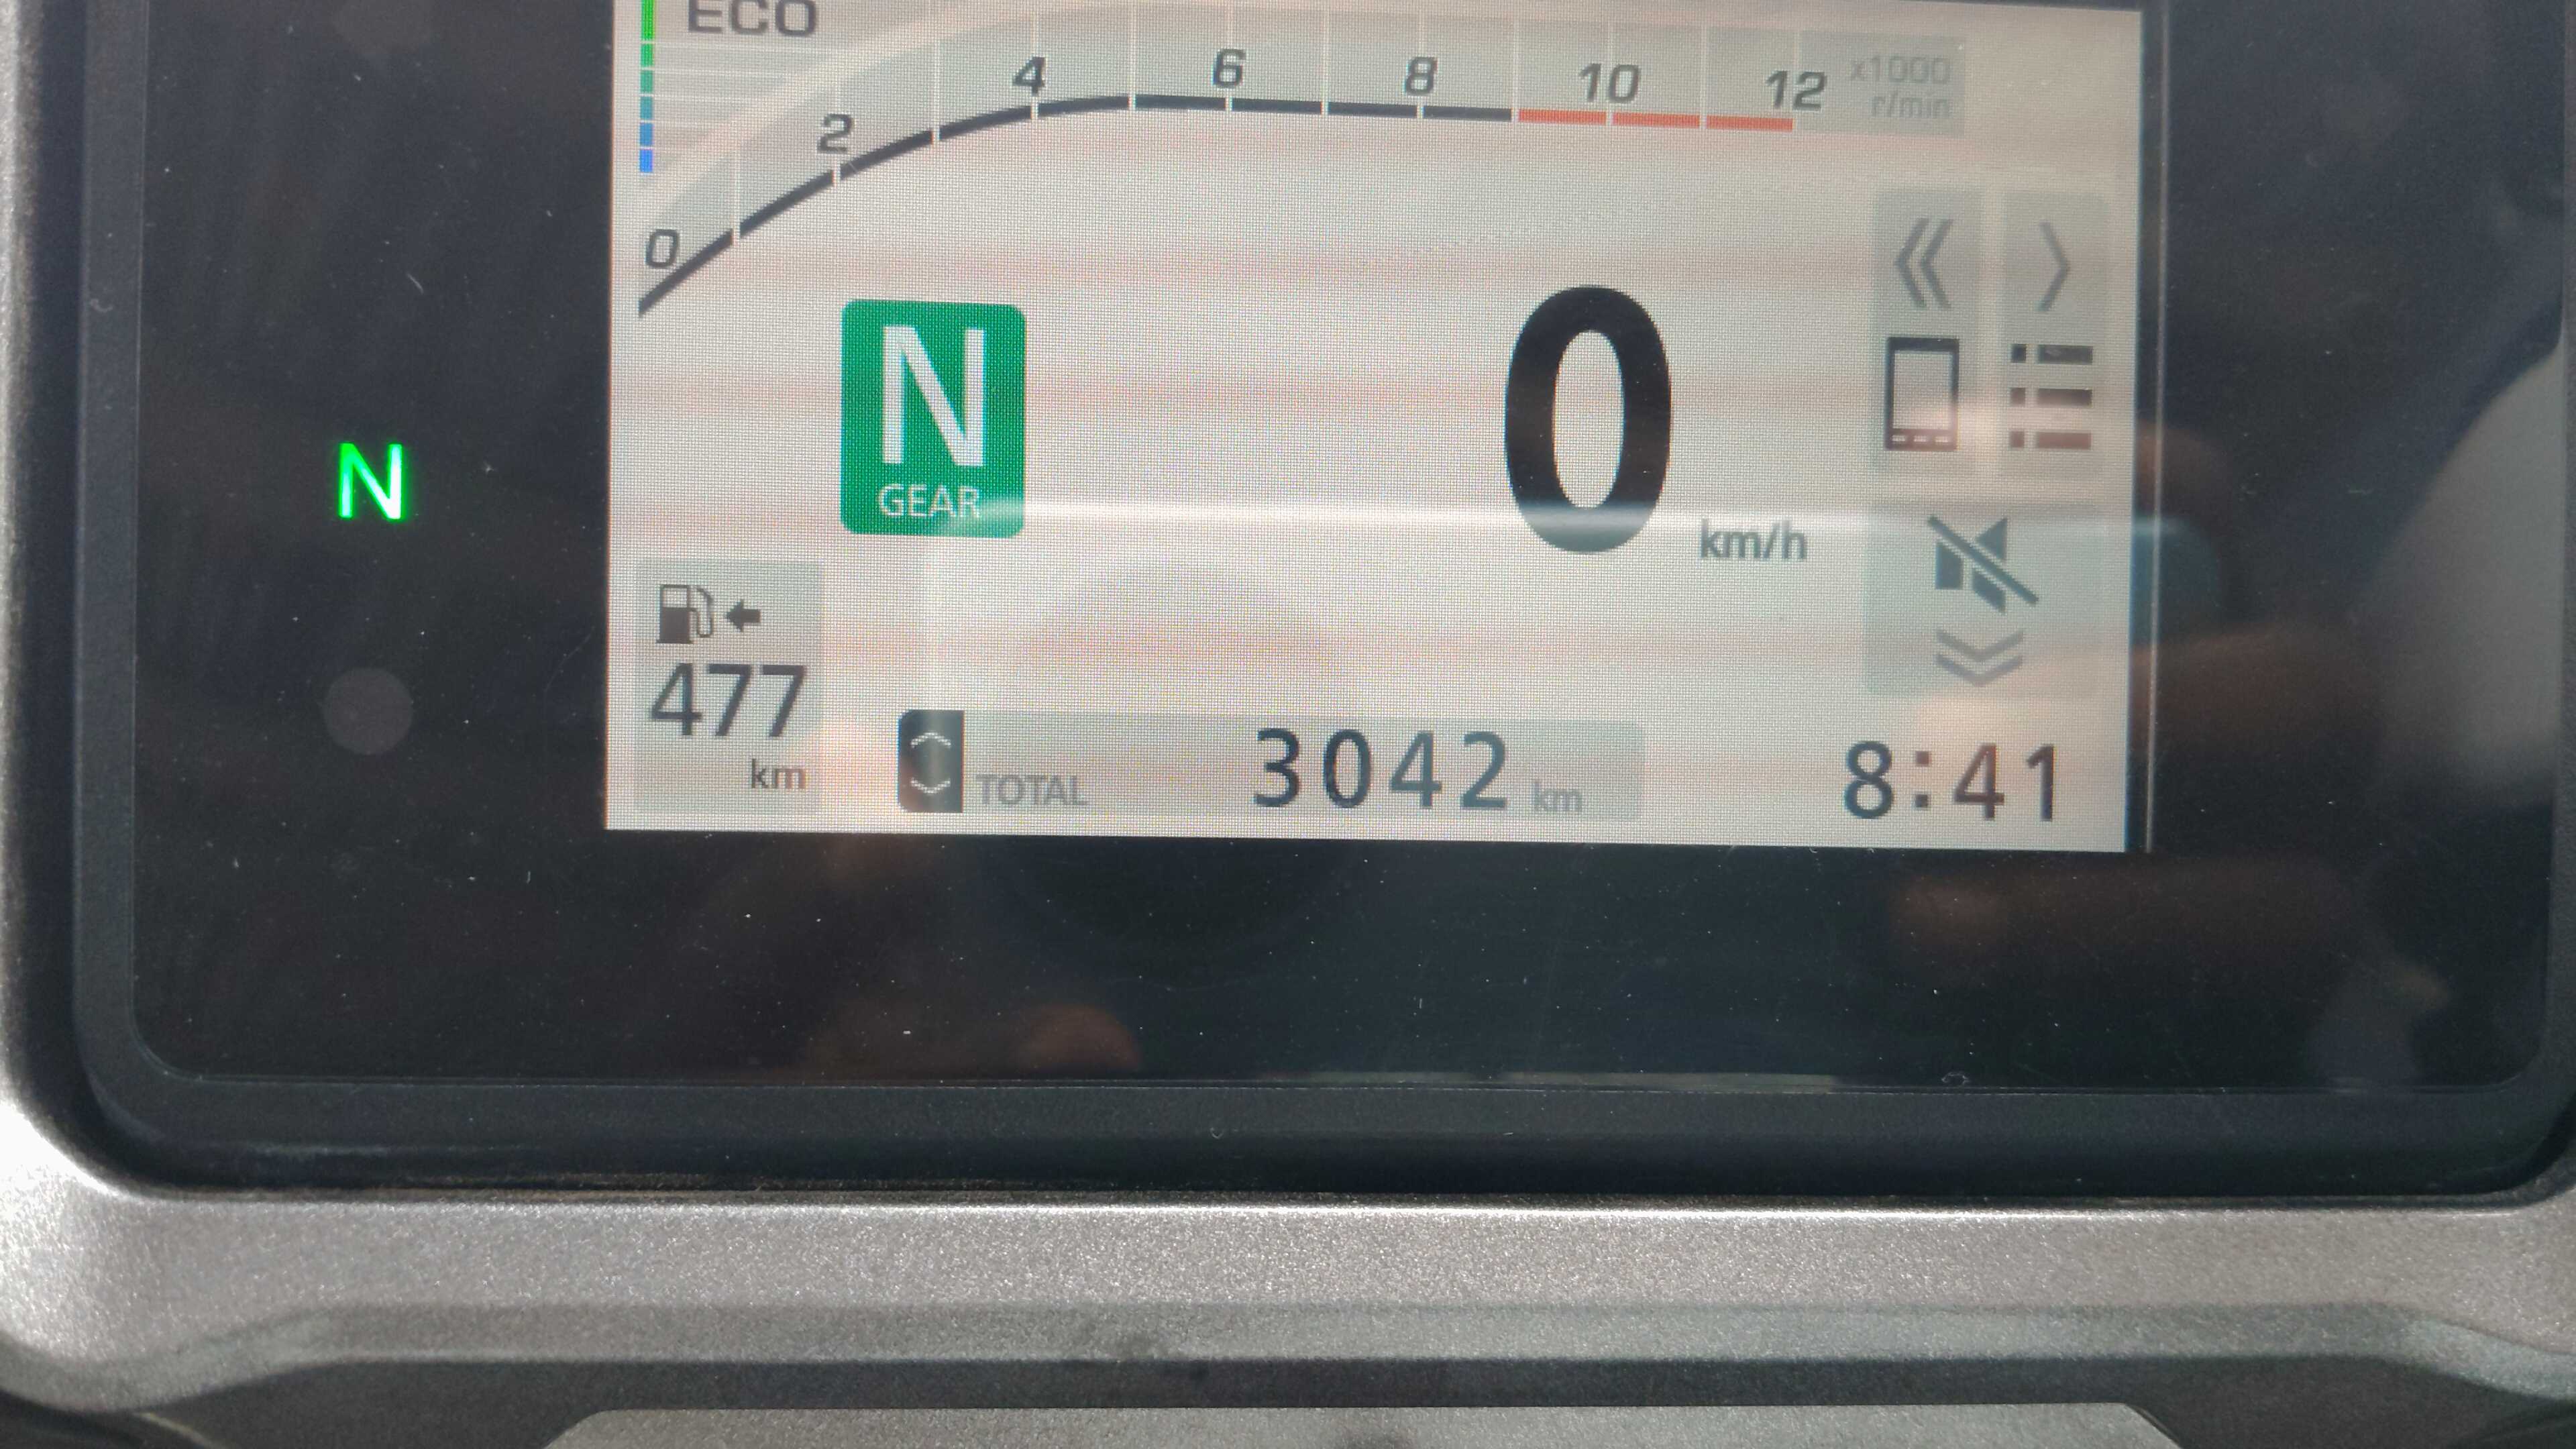 ECO
0 2 4 6 8 10 12 x1000
r/min
N
GEAR
0 km/h
N
477
km
TOTAL 3042 km
8:41